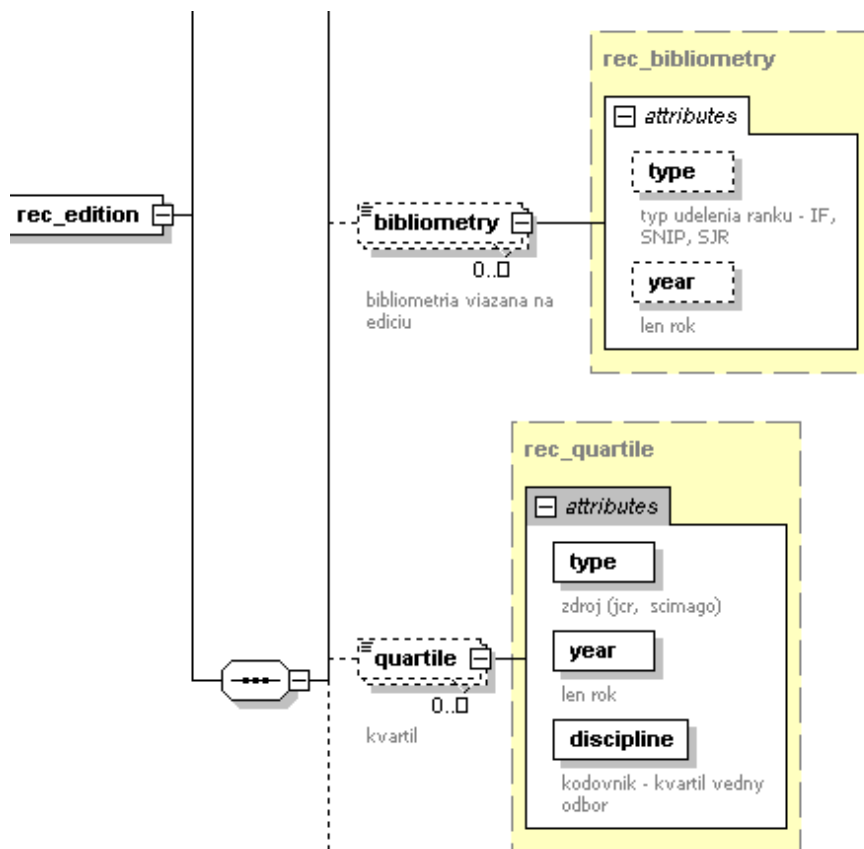 rec_bibliometry
attributes
type
typ udelenia ranku - IF,
SNIP, SJR
year
len rok
rec_edition
bibliometry
0..
bibliometria viazana na
ediciu
rec_quartile
attributes
type
zdroj (jcr, scimago)
year
len rok
discipline
kodovnik - kvartil vedny
odbor
quartile
0..
kvartil